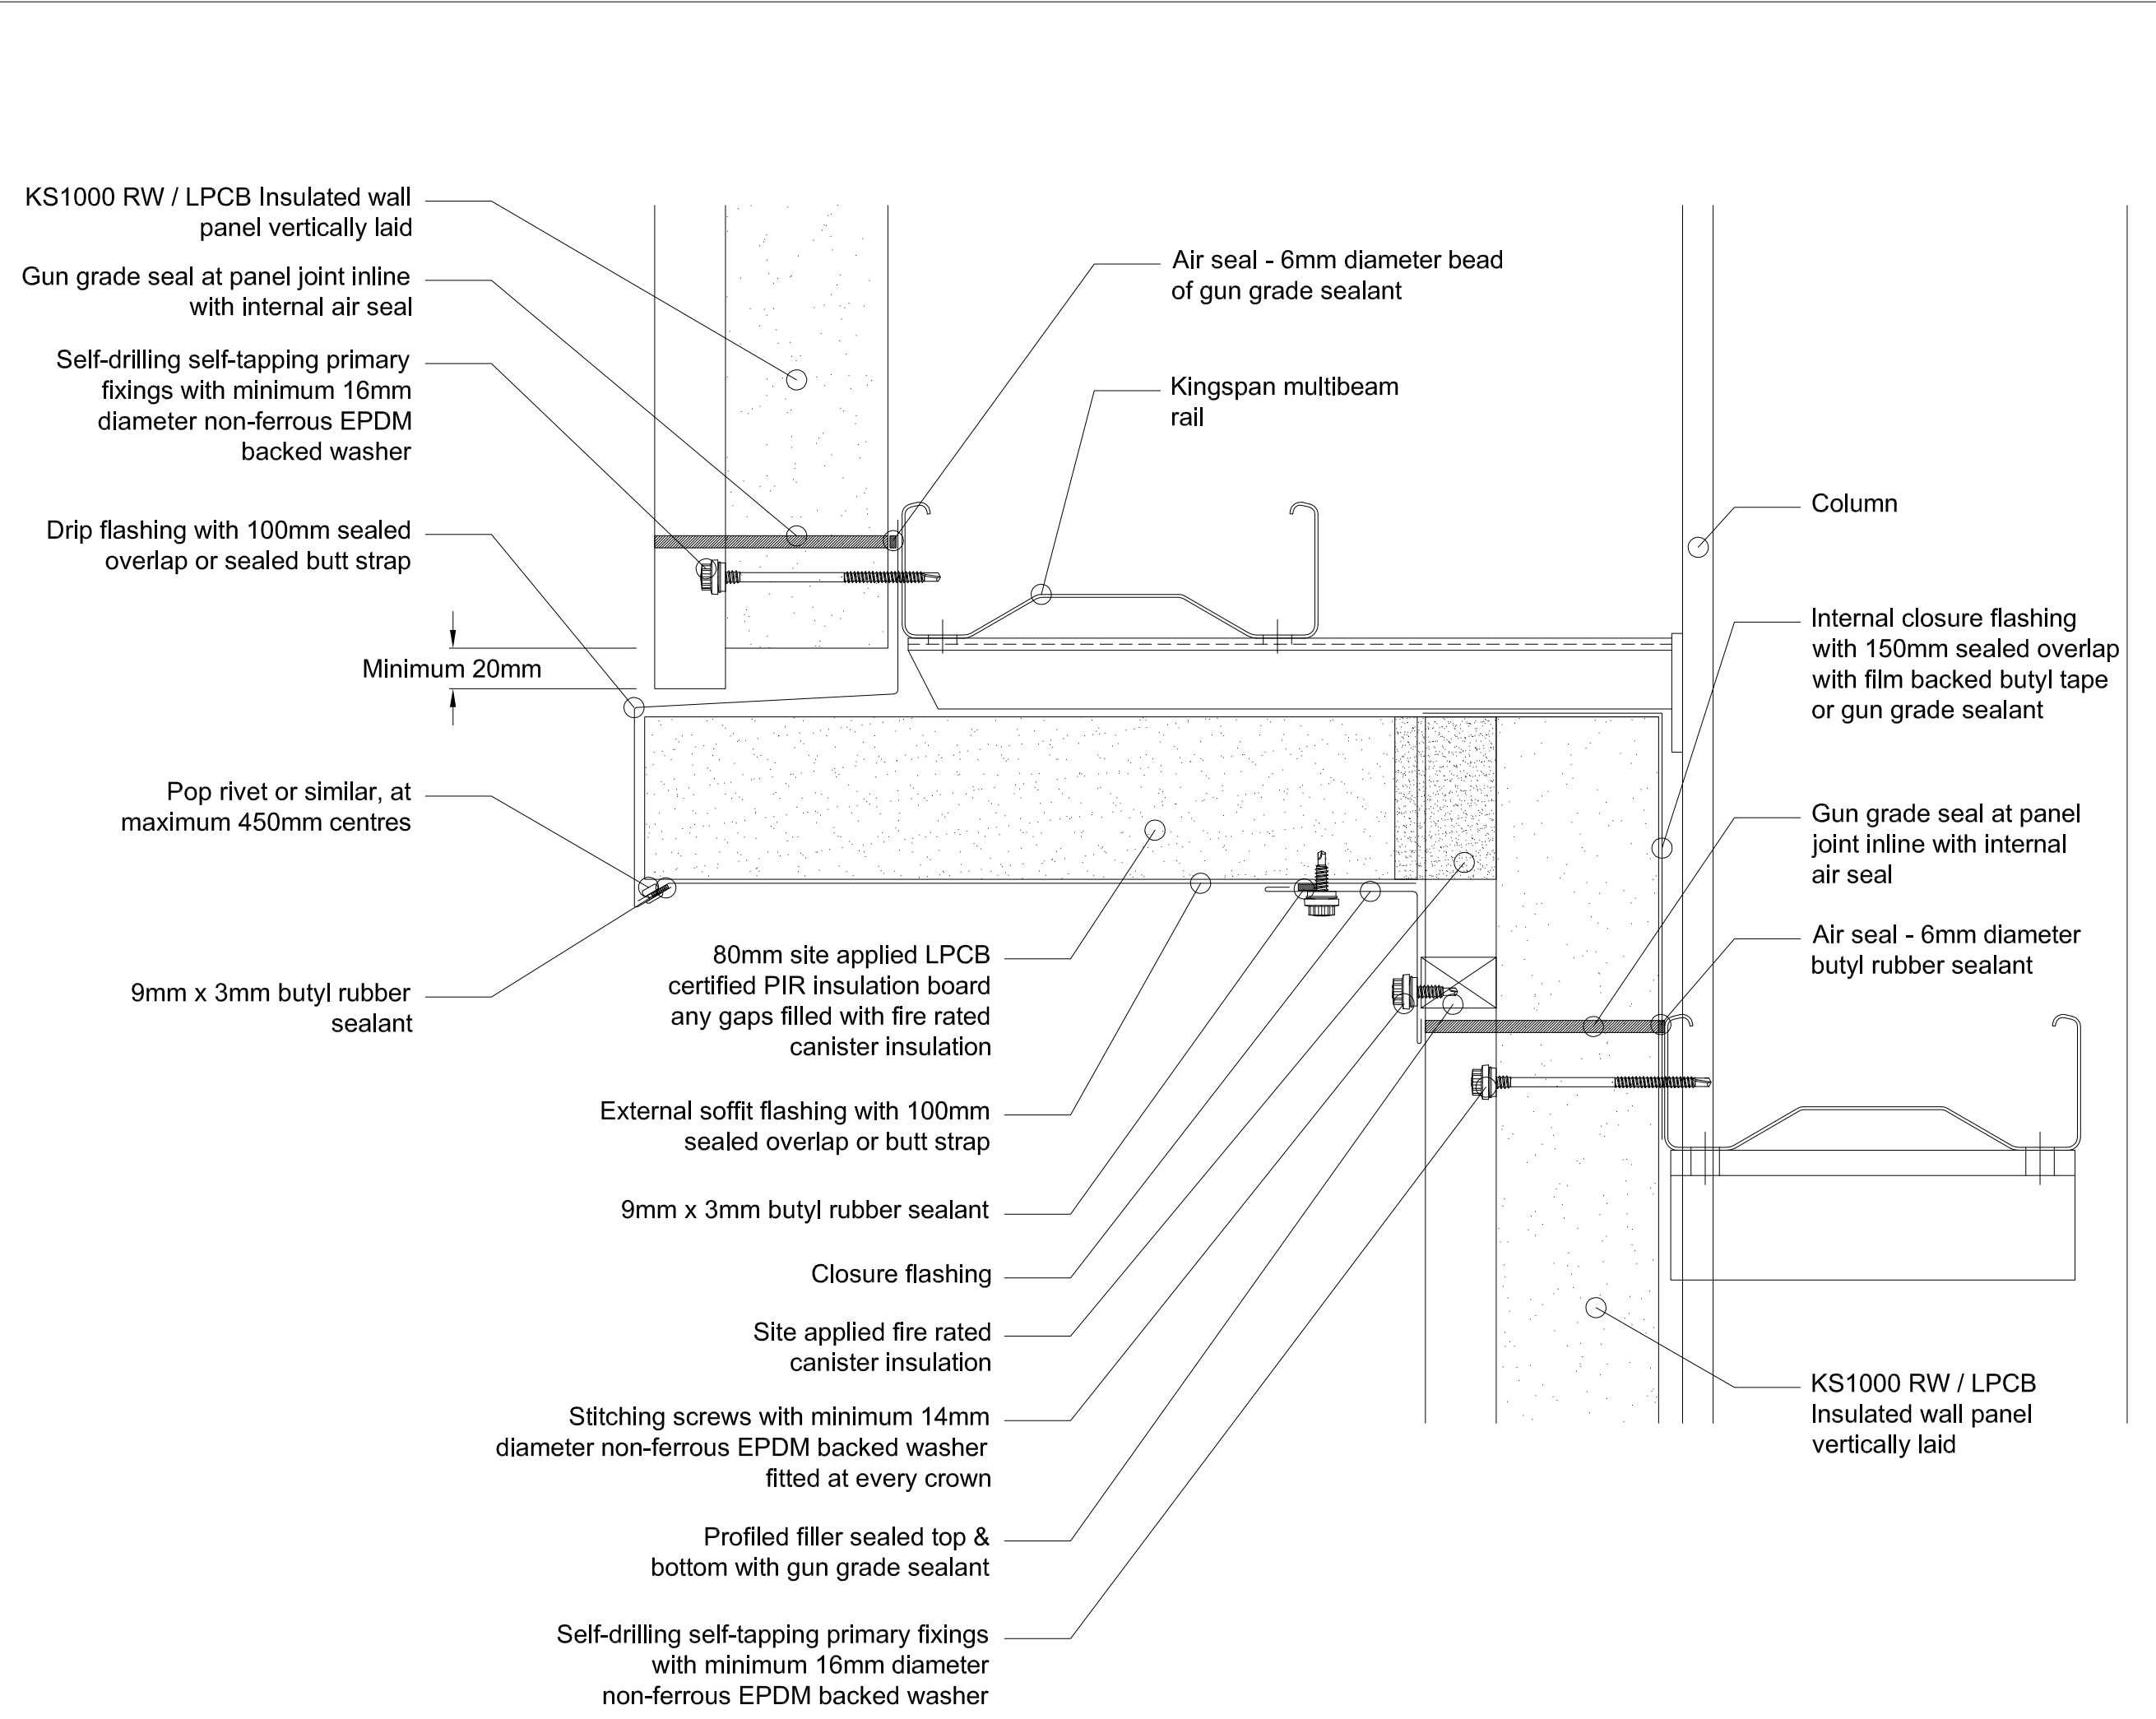 KS1000 RW / LPCB Insulated wall
panel vertically laid
Gun grade seal at panel joint inline
with internal air seal
Self-drilling self-tapping primary
fixings with minimum 16mm
diameter non-ferrous EPDM
backed washer
Drip flashing with 100mm sealed
overlap or sealed butt strap
Minimum 20mm
Pop rivet or similar, at
maximum 450mm centres
9mm x 3mm butyl rubber
sealant
Air seal - 6mm diameter bead
of gun grade sealant
Kingspan multibeam
rail
80mm site applied LPCB
certified PIR insulation board
any gaps filled with fire rated
canister insulation
External soffit flashing with 100mm
sealed overlap or butt strap
9mm x 3mm butyl rubber sealant
Closure flashing
Site applied fire rated
canister insulation
Stitching screws with minimum 14mm
diameter non-ferrous EPDM backed washer
fitted at every crown
Profiled filler sealed top &
bottom with gun grade sealant
Self-drilling self-tapping primary fixings
with minimum 16mm diameter
non-ferrous EPDM backed washer
Column
Internal closure flashing
with 150mm sealed overlap
with film backed butyl tape
or gun grade sealant
Gun grade seal at panel
joint inline with internal
air seal
Air seal - 6mm diameter
butyl rubber sealant
KS1000 RW / LPCB
Insulated wall panel
vertically laid